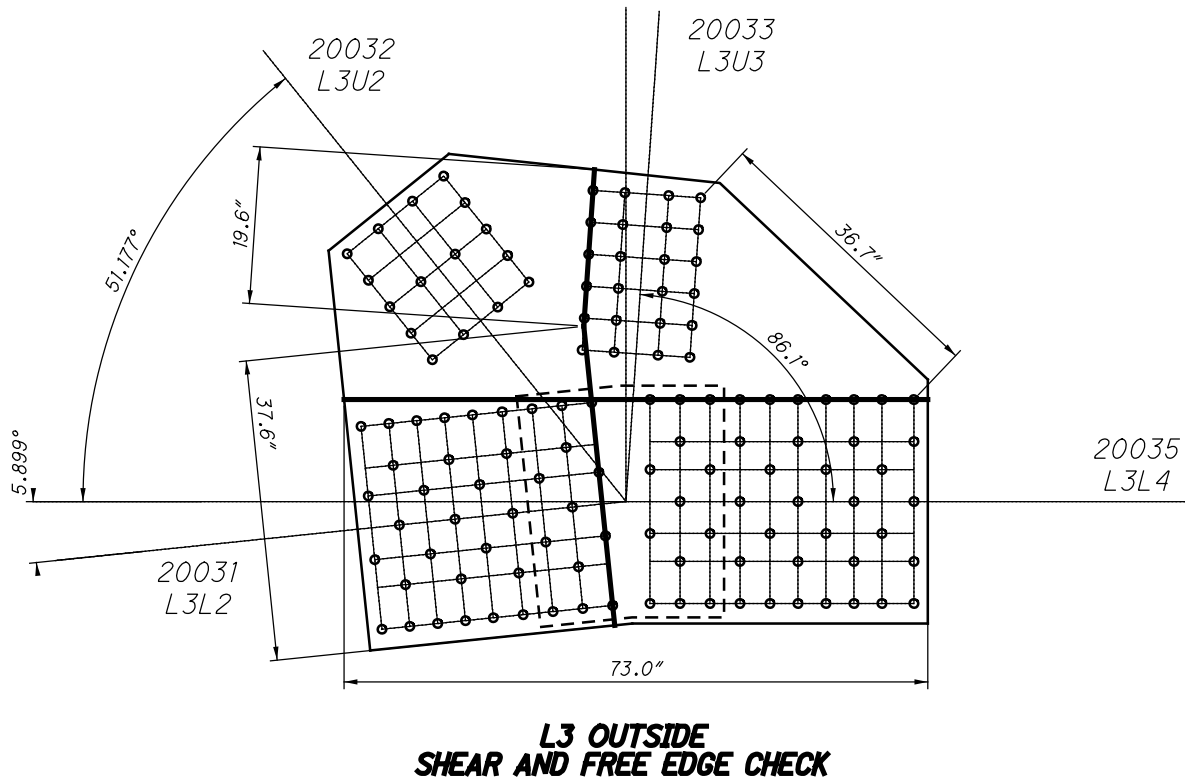 20032
L3U2
20033
L3U3
51.177°
19.6"
36.7"
86.1°
5.899°
37.6"
20035
L3L4
20031
L3L2
73.0"
L3 OUTSIDE
SHEAR AND FREE EDGE CHECK